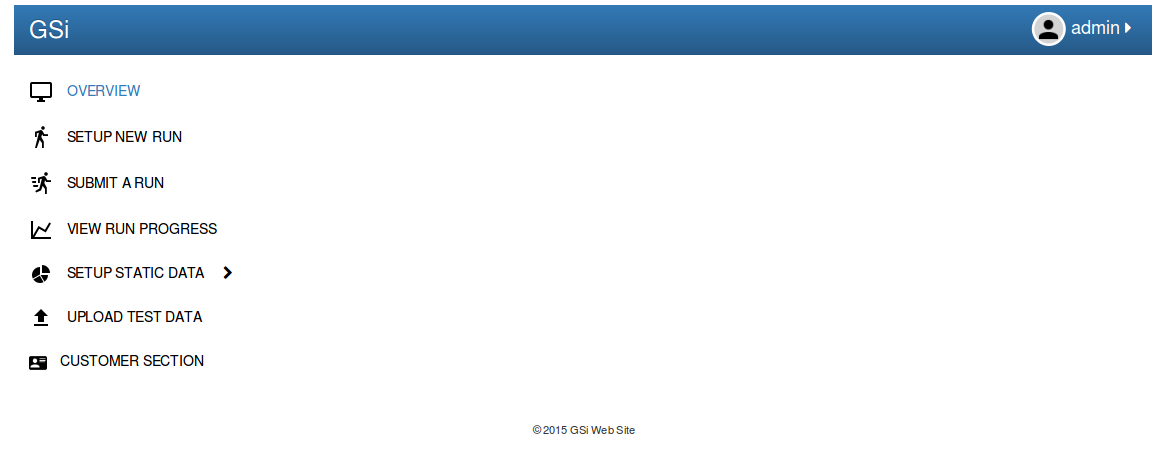 GSi
admin
OVERVIEW
SETUP NEW RUN
SUBMIT A RUN
VIEW RUN PROGRESS
SETUP STATIC DATA
UPLOAD TEST DATA
CUSTOMER SECTION
©2015 GSi Web Site